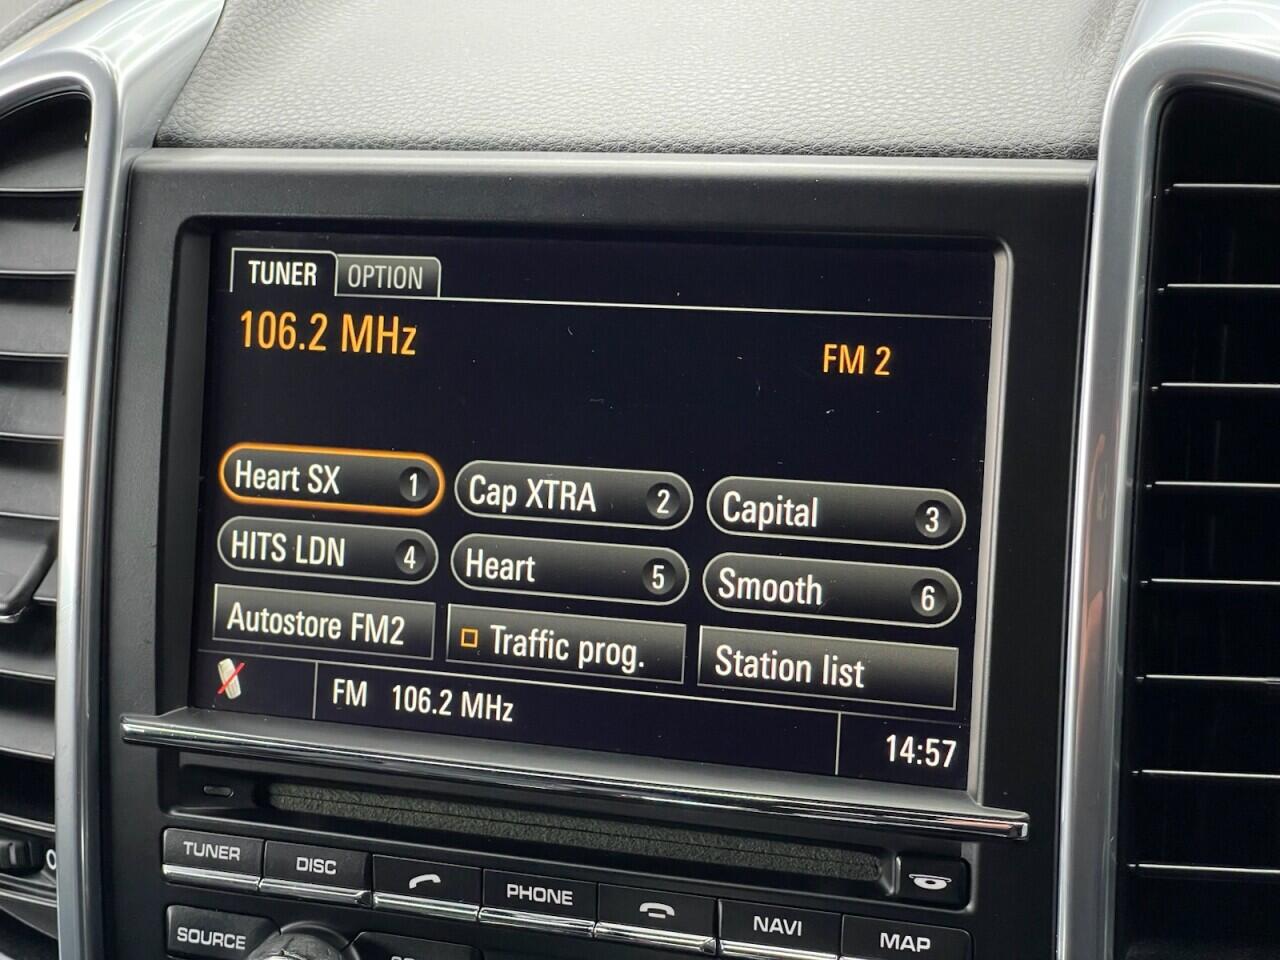 TUNER OPTION
106.2 MHz
FM 2
Heart SX 1 Cap XTRA 2 Capital 3
HITS LDN 4 Heart 5 Smooth 6
Autostore FM2 Traffic prog. Station list
FM 106.2 MHz
14:57
TUNER DISC PHONE NAVI MAP
SOURCE